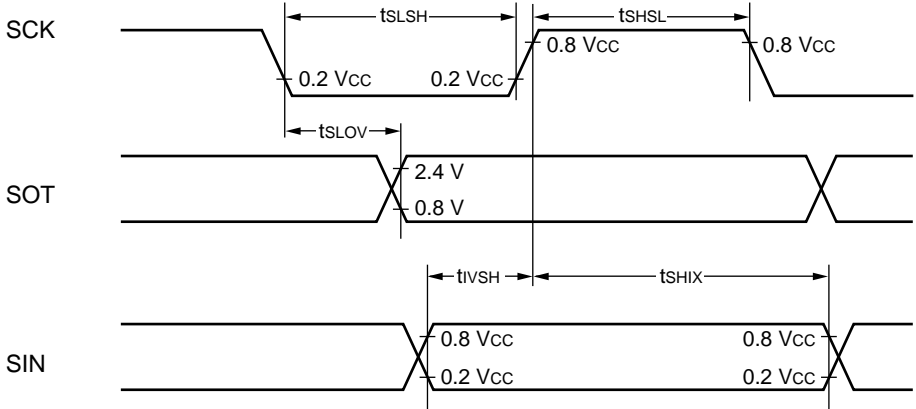 tSLSH tSHSL
SCK
0.8 VCC 0.8 VCC
0.2 VCC 0.2 VCC
tSLOV
2.4 V
SOT
0.8 V
tIVSH tSHIX
0.8 VCC 0.8 VCC
SIN
0.2 VCC 0.2 VCC